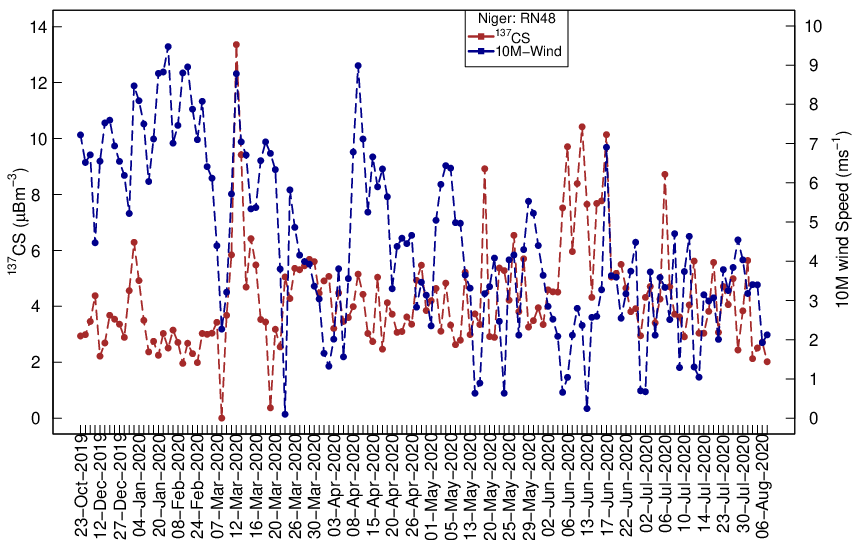 Niger: RN48
¹³⁷CS
10M−Wind
¹³⁷CS (µBm⁻³)
14
12
10
8
6
4
2
0
10
9
8
7
6
5
4
3
2
1
0
10M wind Speed (ms⁻¹)
23−Oct−2019
12−Dec−2019
27−Dec−2019
04−Jan−2020
20−Jan−2020
08−Feb−2020
24−Feb−2020
07−Mar−2020
12−Mar−2020
16−Mar−2020
21−Mar−2020
26−Mar−2020
30−Mar−2020
03−Apr−2020
08−Apr−2020
15−Apr−2020
20−Apr−2020
26−Apr−2020
01−May−2020
05−May−2020
13−May−2020
20−May−2020
25−May−2020
29−May−2020
02−Jun−2020
06−Jun−2020
13−Jun−2020
17−Jun−2020
22−Jun−2020
02−Jul−2020
06−Jul−2020
10−Jul−2020
14−Jul−2020
23−Jul−2020
30−Jul−2020
06−Aug−2020